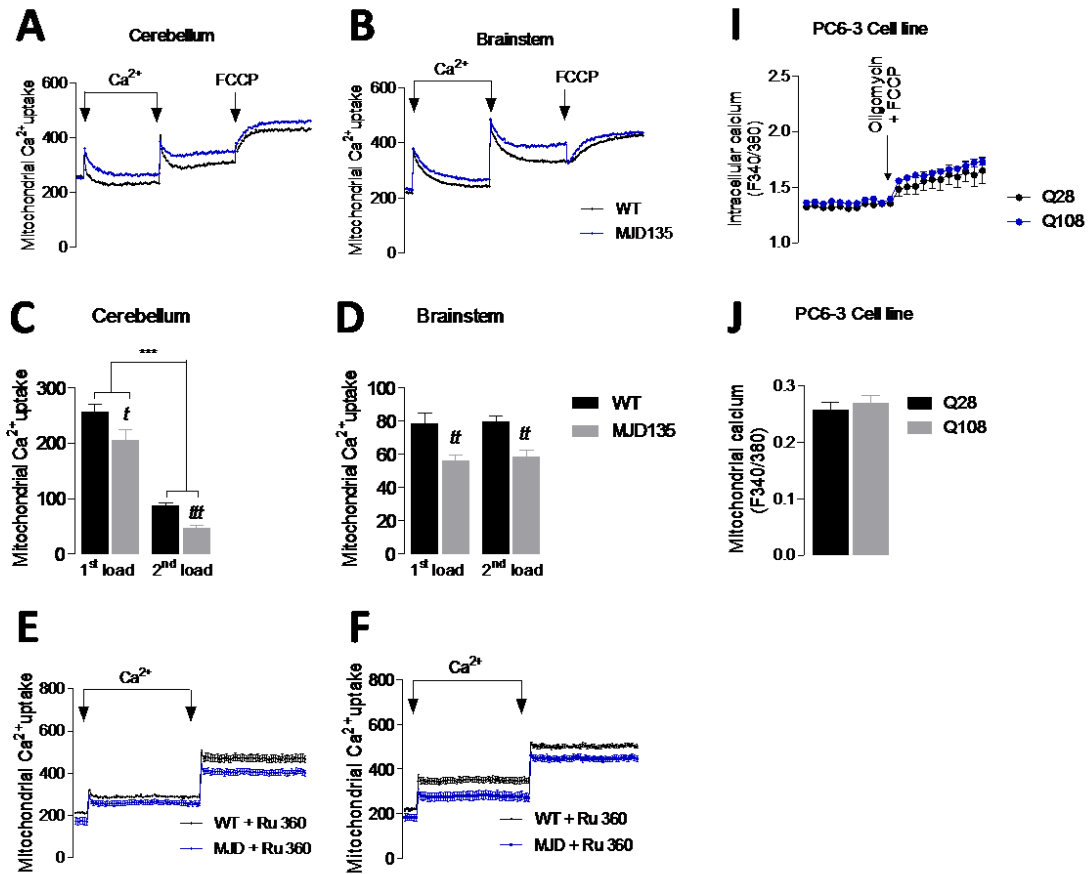 A
Cerebellum
Mitochondrial Ca2+uptake
600
400
200
0
Ca2+
FCCP
B
Brainstem
Mitochondrial Ca2+ uptake
600
400
200
0
Ca2+
FCCP
WT
MJD135
I
PC6-3 Cell line
Intracellular calcium
(F340/380)
2.0
1.5
1.0
Oligomycin
+ FCCP
Q28
Q108
C
Cerebellum
Mitochondrial Ca2+uptake
300
200
100
0
***
t
ttt
1st load
2nd load
D
Brainstem
Mitochondrial Ca2+uptake
100
80
60
40
20
0
tt
tt
1st load
2nd load
WT
MJD135
J
PC6-3 Cell line
Mitochondrial calcium
(F340/380)
0.3
0.2
0.1
0.0
Q28
Q108
E
Mitochondrial Ca2+uptake
800
600
400
200
0
Ca2+
WT + Ru 360
MJD + Ru 360
F
Mitochondrial Ca2+uptake
800
600
400
200
0
Ca2+
WT + Ru 360
MJD + Ru 360